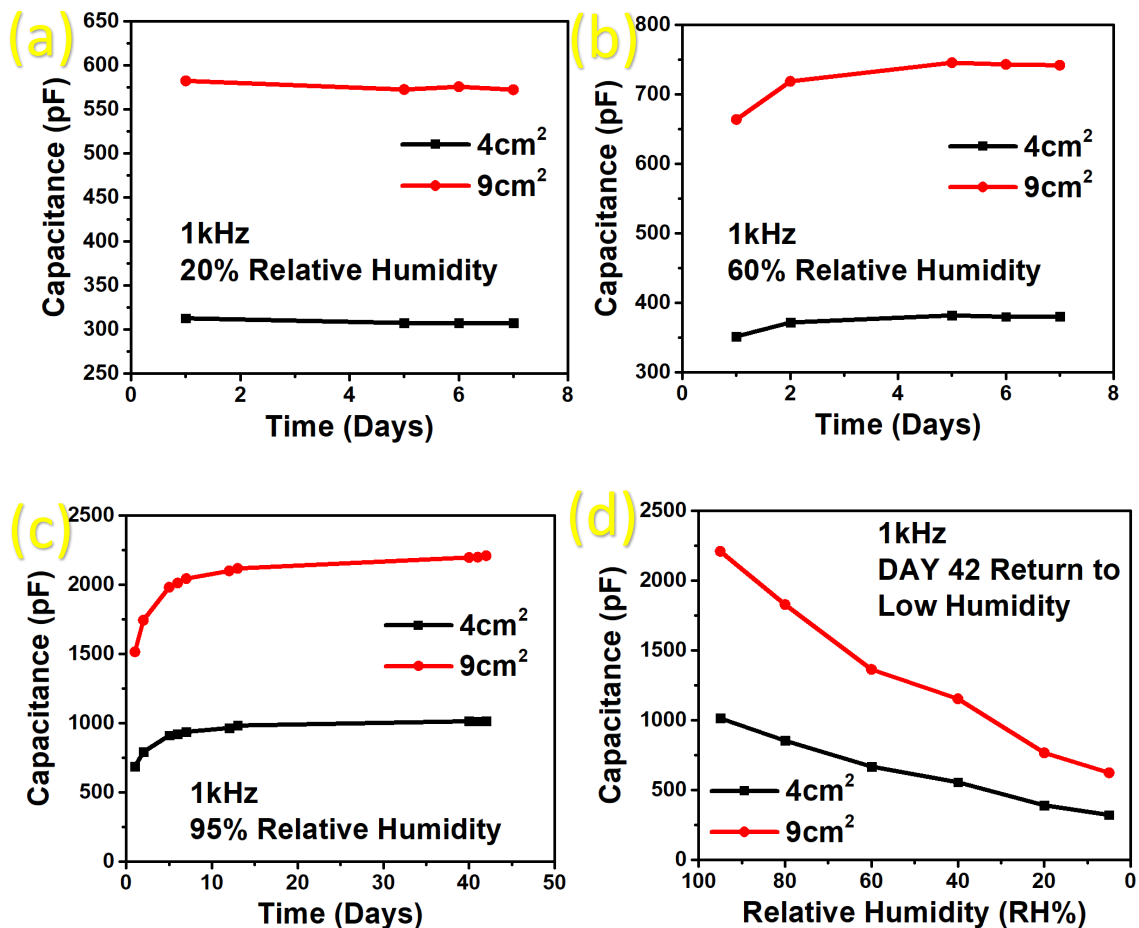 (a)
650
600
550
500
450
400
350
300
250
Capacitance (pF)
4cm²
9cm²
1kHz
20% Relative Humidity
0 2 4 6 8
Time (Days)
(b)
800
700
600
500
400
300
Capacitance (pF)
4cm²
9cm²
1kHz
60% Relative Humidity
0 2 4 6 8
Time (Days)
(c)
2500
2000
1500
1000
500
0
Capacitance (pF)
4cm²
9cm²
1kHz
95% Relative Humidity
0 10 20 30 40 50
Time (Days)
(d)
2500
2000
1500
1000
500
0
Capacitance (pF)
1kHz
DAY 42 Return to
Low Humidity
4cm²
9cm²
100 80 60 40 20 0
Relative Humidity (RH%)